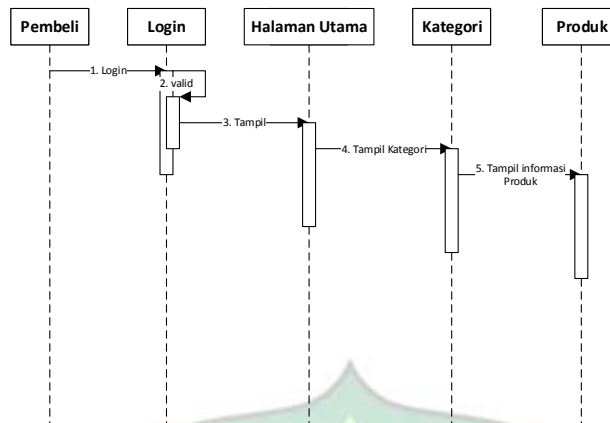 Pembeli
Login
Halaman Utama
Kategori
Produk
1. Login
2. valid
3. Tampil
4. Tampil Kategori
5. Tampil informasi
Produk